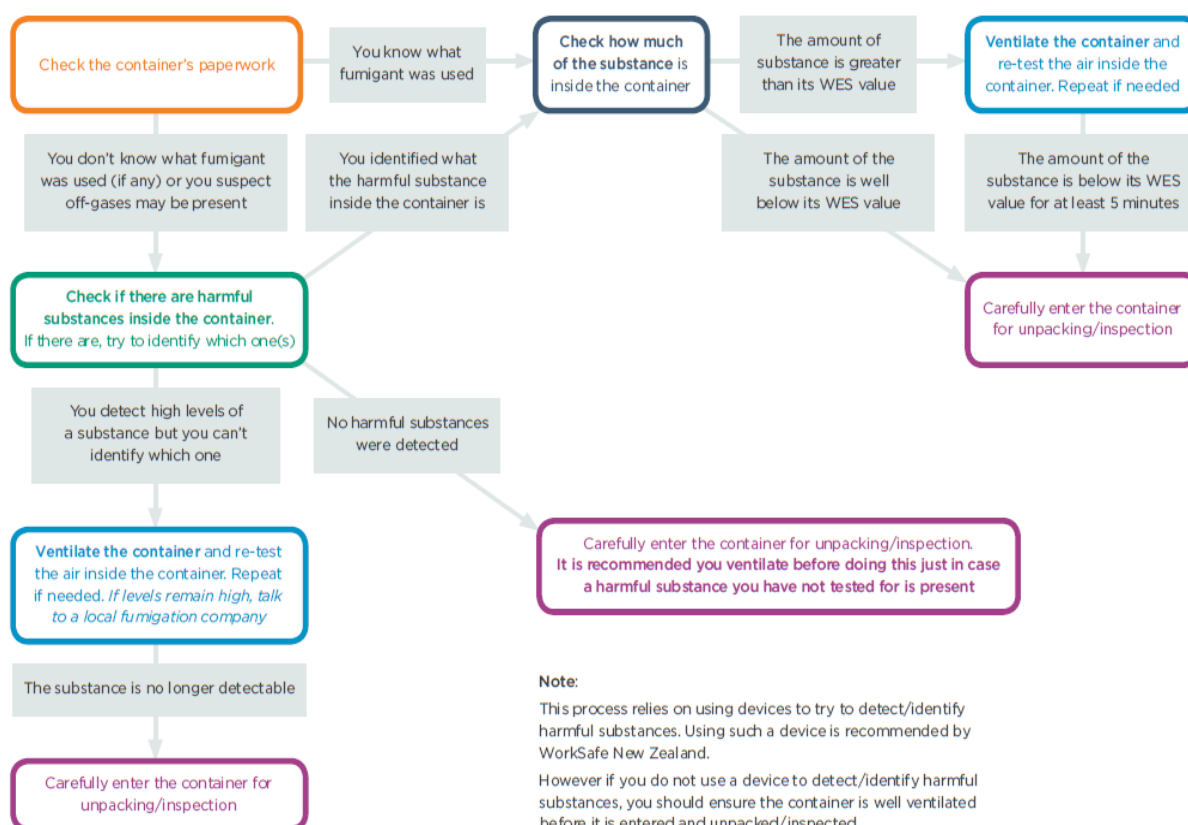 Check the container's paperwork
You know what
fumigant was used
Check how much
of the substance is
inside the container
The amount of
substance is greater
than its WES value
Ventilate the container and
re-test the air inside the
container. Repeat if needed
You don't know what fumigant
was used (if any) or you suspect
off-gases may be present
You identified what
the harmful substance
inside the container is
The amount of the
substance is well
below its WES value
The amount of the
substance is below its WES
value for at least 5 minutes
Check if there are harmful
substances inside the container.
If there are, try to identify which one(s)
Carefully enter the container
for unpacking/inspection
You detect high levels of
a substance but you can't
identify which one
No harmful substances
were detected
Ventilate the container and re-test
the air inside the container. Repeat
if needed. If levels remain high, talk
to a local fumigation company
Carefully enter the container for unpacking/inspection.
It is recommended you ventilate before doing this just in case
a harmful substance you have not tested for is present
The substance is no longer detectable
Carefully enter the container for
unpacking/inspection
Note:
This process relies on using devices to try to detect/identify
harmful substances. Using such a device is recommended by
WorkSafe New Zealand.
However if you do not use a device to detect/identify harmful
substances, you should ensure the container is well ventilated
before it is entered and unpacked/inspected